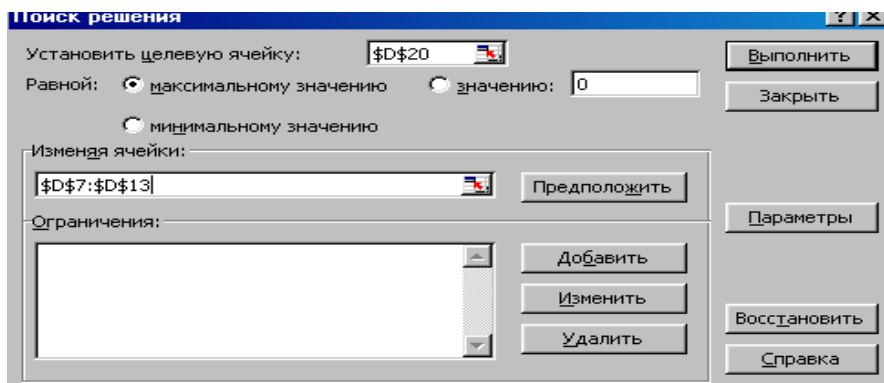 Поиск решения
Установить целевую ячейку: $D$20
Выполнить
Равной: максимальному значению значению: 0
Закрыть
минимальному значению
Изменяя ячейки:
$D$7:$D$13
Предположить
Параметры
Ограничения:
Добавить
Изменить
Восстановить
Удалить
Справка